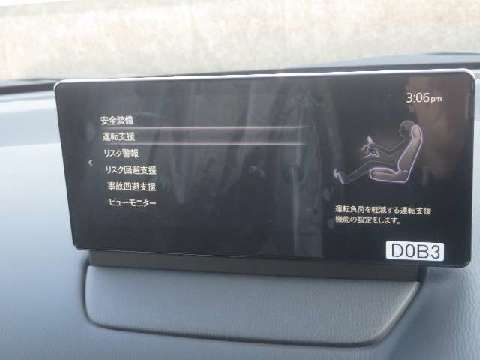 3:06pm
安全装備
運転支援
リスク警報
リスク回避支援
事故回避支援
ビューモニター
運転負荷を軽減する運転支援
機能の設定をします。
D0B3